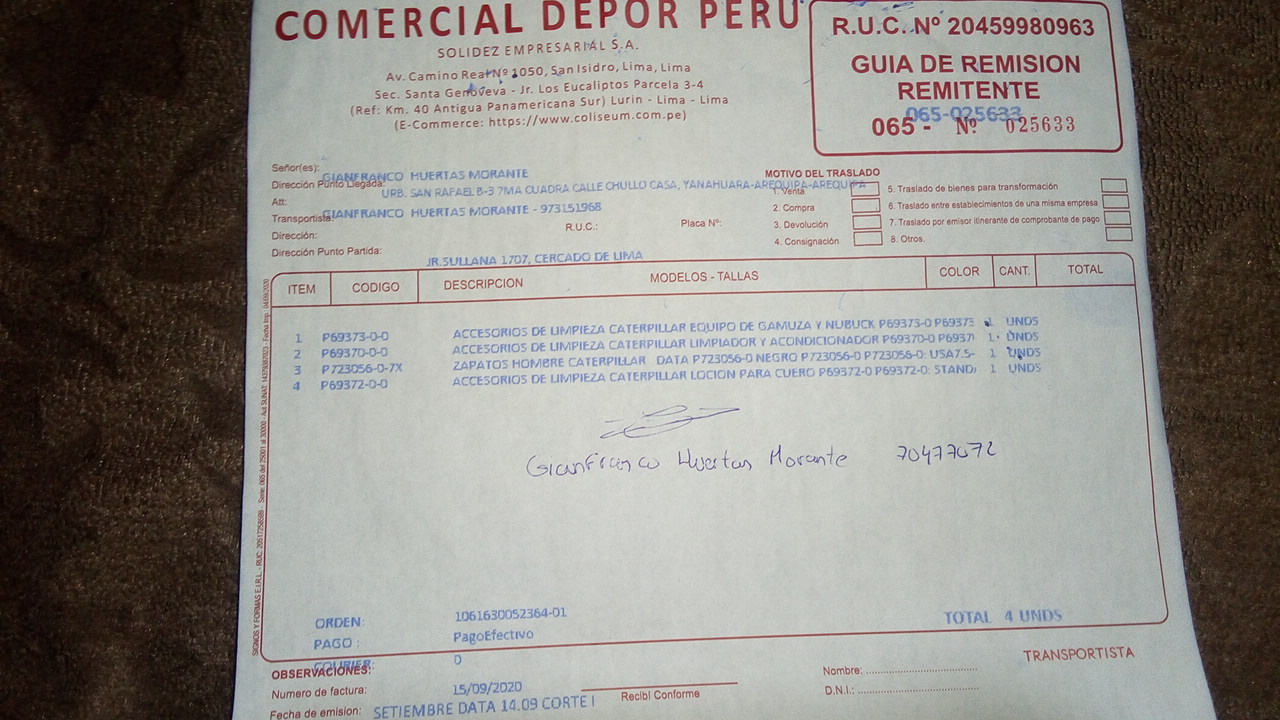 COMERCIAL DEPOR PERU
SOLIDEZ EMPRESARIAL S.A.
Av. Camino Real Nº 1050, San Isidro, Lima, Lima
Sec. Santa Genoveva - Jr. Los Eucaliptos Parcela 3-4
(Ref: Km. 40 Antigua Panamericana Sur) Lurin - Lima - Lima
(E-Commerce: https://www.coliseum.com.pe)
R.U.C. Nº 20459980963
GUIA DE REMISION
REMITENTE
065-025633
065 - Nº 025633
Señor(es): GIANFRANCO HUERTAS MORANTE
Dirección Punto Llegada: URB. SAN RAFAEL B-3 7MA CUADRA CALLE CHULLO CASA, YANAHUARA-AREQUIPA-AREQUIPA
Att:
Transportista: GIANFRANCO HUERTAS MORANTE - 973151968
R.U.C.: Placa Nº:
Dirección:
Dirección Punto Partida: JR.SULLANA 1707, CERCADO DE LIMA
MOTIVO DEL TRASLADO
1. Venta
2. Compra
3. Devolución
4. Consignación
5. Traslado de bienes para transformación
6. Traslado entre establecimientos de una misma empresa
7. Traslado por emisor itinerante de comprobante de pago
8. Otros.
ITEM CODIGO DESCRIPCION MODELOS - TALLAS COLOR CANT. TOTAL
1 P69373-0-0 ACCESORIOS DE LIMPIEZA CATERPILLAR EQUIPO DE GAMUZA Y NUBUCK P69373-0 P69373 1 UNDS
2 P69370-0-0 ACCESORIOS DE LIMPIEZA CATERPILLAR LIMPIADOR Y ACONDICIONADOR P69370-0 P6937 1 UNDS
3 P723056-0-7X ZAPATOS HOMBRE CATERPILLAR DATA P723056-0 NEGRO P723056-0 P723056-0: USA7.5- 1 UNDS
4 P69372-0-0 ACCESORIOS DE LIMPIEZA CATERPILLAR LOCION PARA CUERO P69372-0 P69372-0: STAND 1 UNDS
Gianfranco Huertas Morante 70477072
ORDEN: 1061630052364-01
PAGO : PagoEfectivo
COURIER: 0
TOTAL 4 UNDS
OBSERVACIONES:
Numero de factura: 15/09/2020
Fecha de emision: SETIEMBRE DATA 14.09 CORTE I
Recibí Conforme
TRANSPORTISTA
Nombre:
D.N.I.: